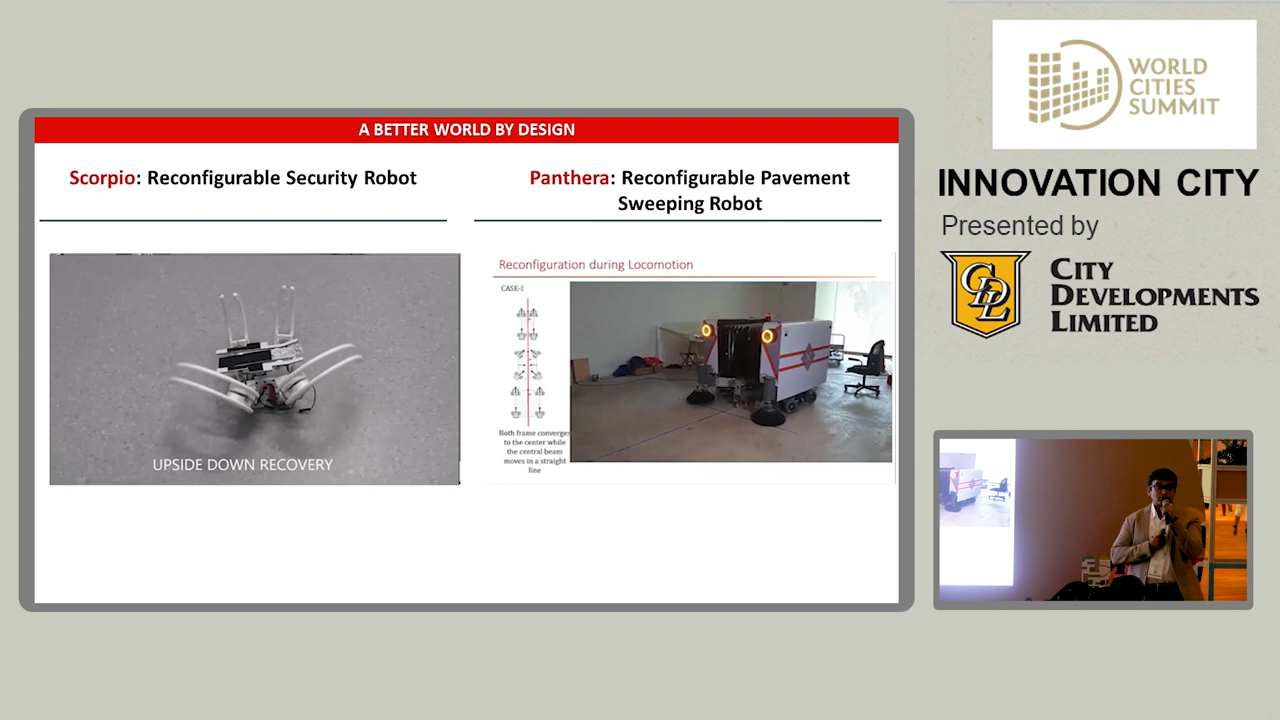 A BETTER WORLD BY DESIGN
Scorpio: Reconfigurable Security Robot
UPSIDE DOWN RECOVERY
Panthera: Reconfigurable Pavement
Sweeping Robot
Reconfiguration during Locomotion
CASE-I
Both frame converges
to the center while
the central beam
moves in a straight
line
WORLD
CITIES
SUMMIT
INNOVATION CITY
Presented by
CDL
CITY
DEVELOPMENTS
LIMITED